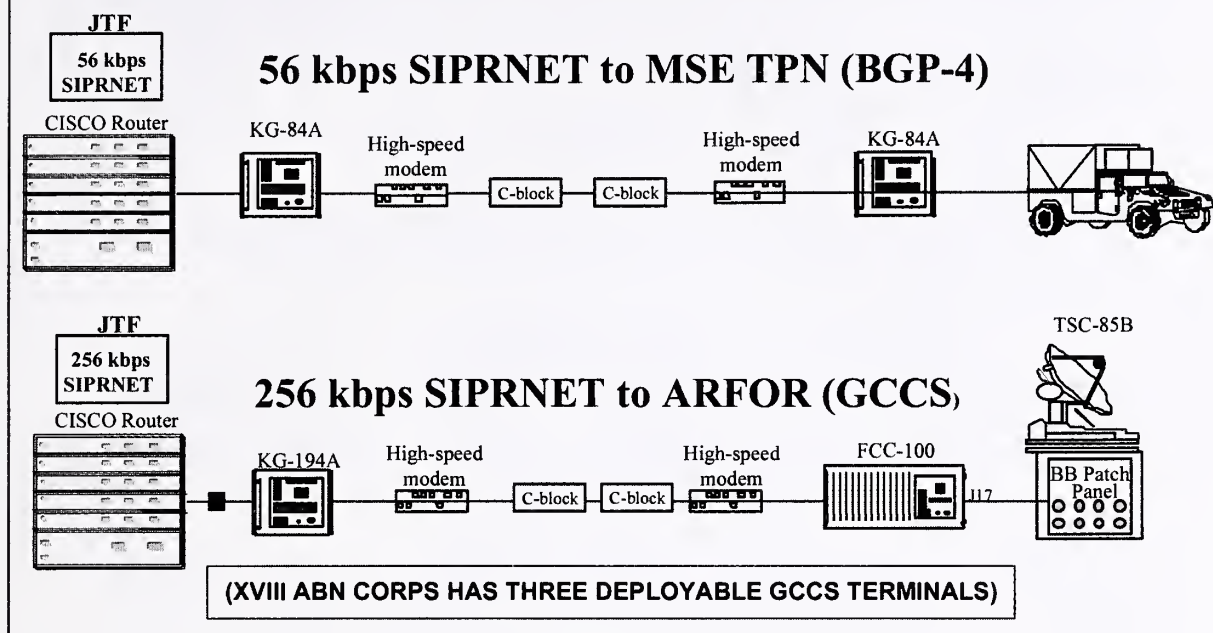 JTF
56 kbps
SIPRNET
56 kbps SIPRNET to MSE TPN (BGP-4)
CISCO Router
KG-84A
High-speed
modem
C-block
C-block
High-speed
modem
KG-84A
JTF
256 kbps
SIPRNET
256 kbps SIPRNET to ARFOR (GCCS)
TSC-85B
CISCO Router
KG-194A
High-speed
modem
C-block
C-block
High-speed
modem
FCC-100
J17
BB Patch
Panel
(XVIII ABN CORPS HAS THREE DEPLOYABLE GCCS TERMINALS)